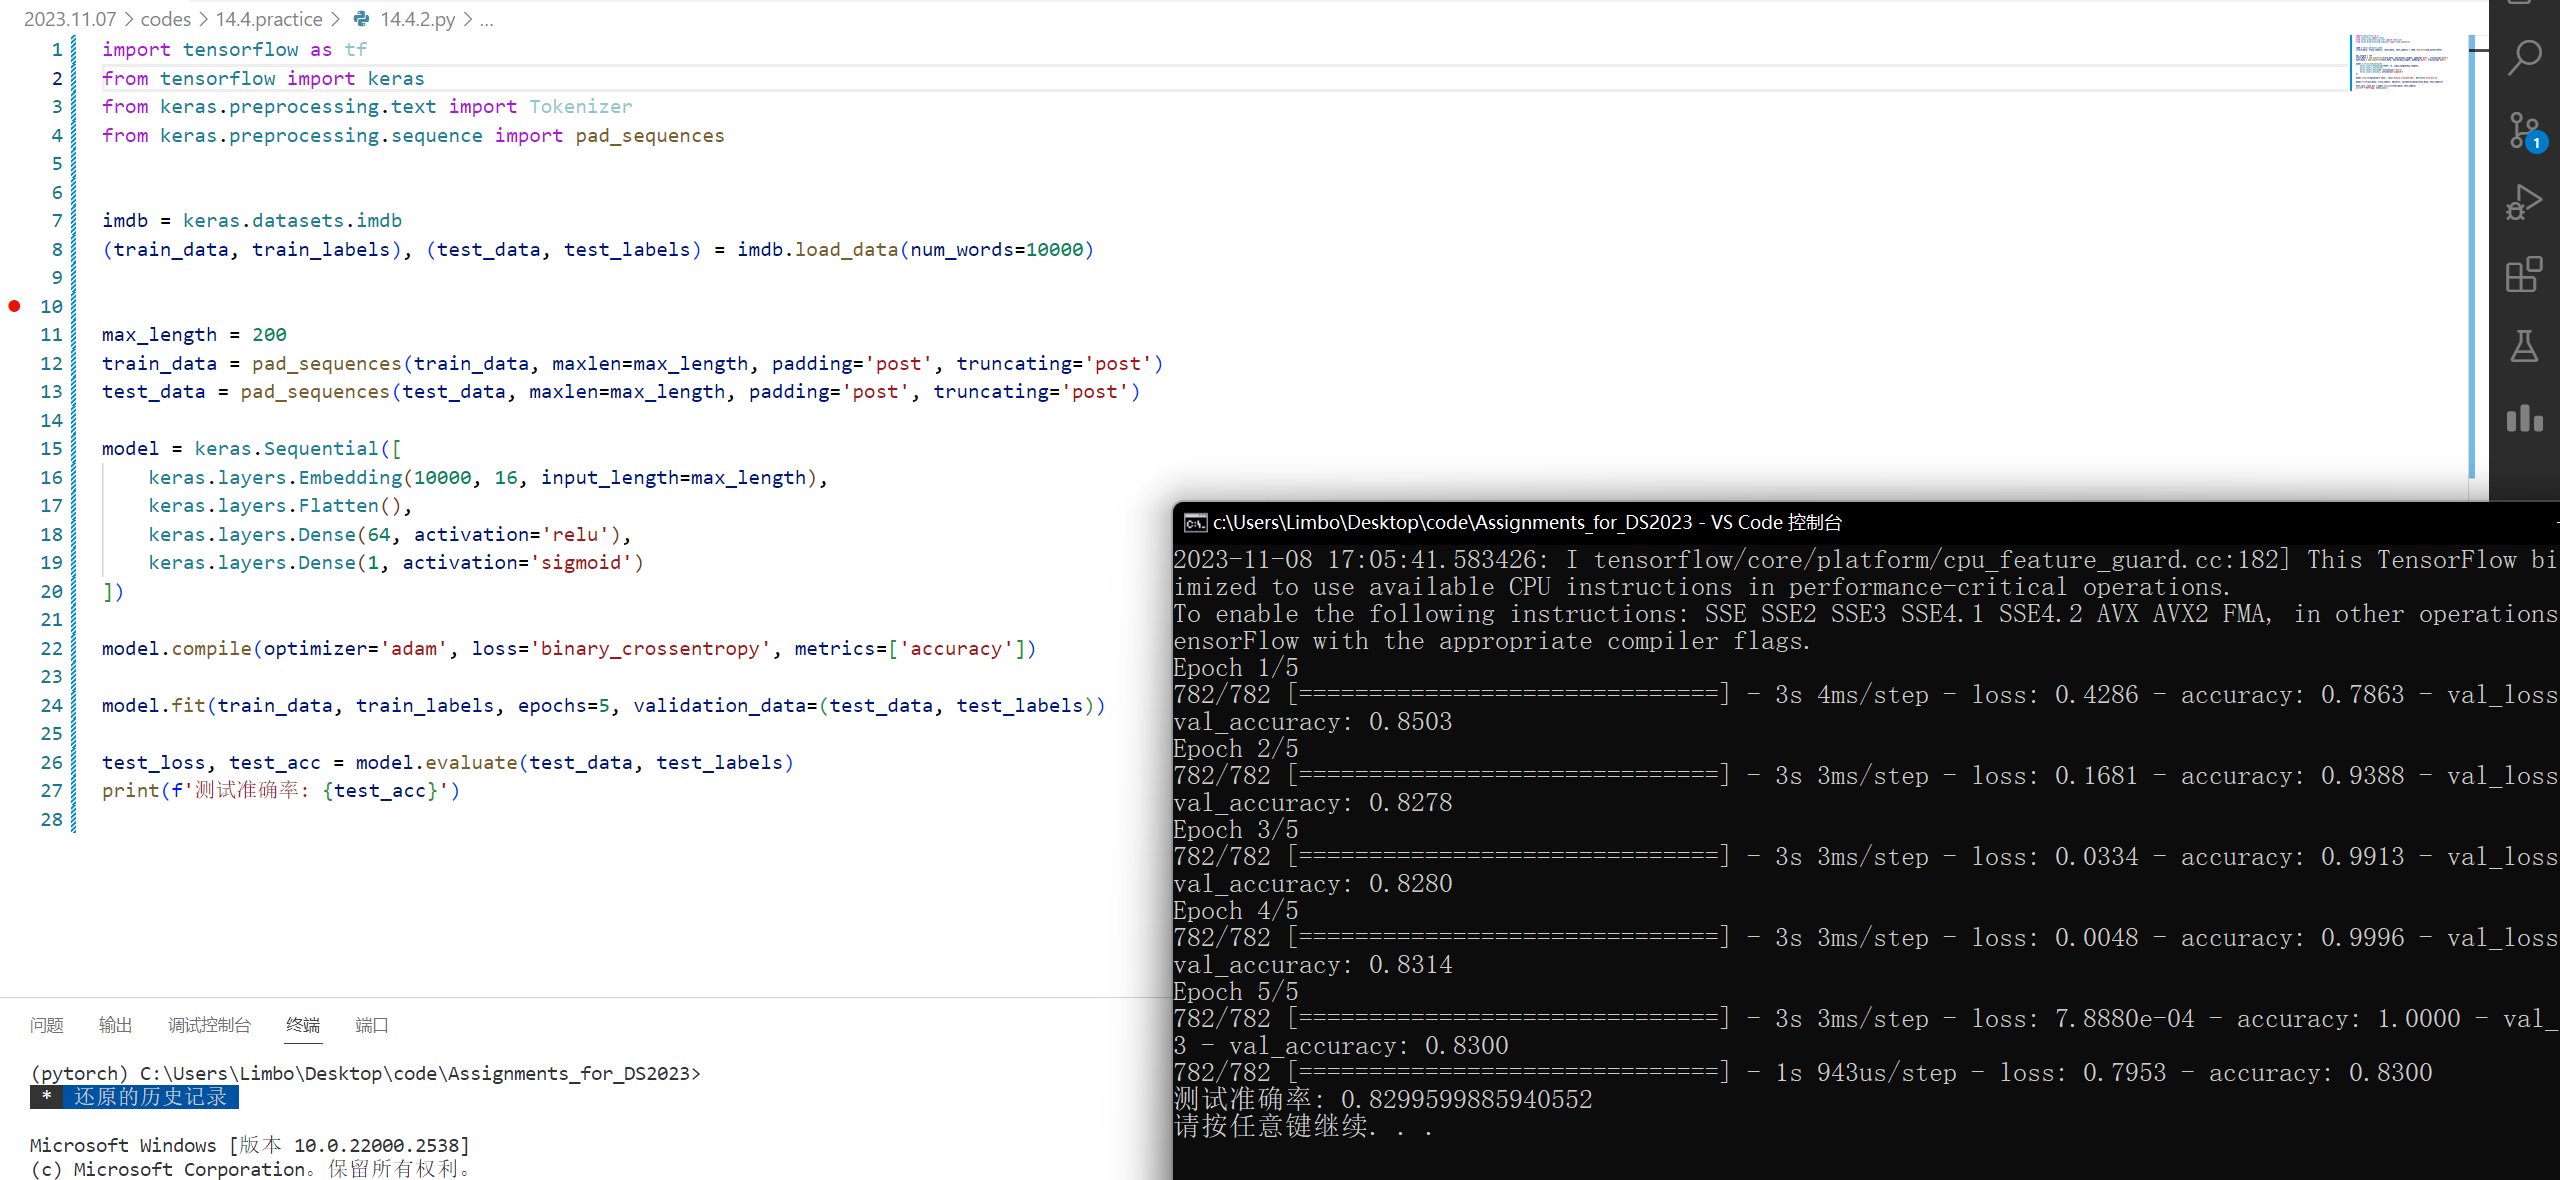 2023.11.07 > codes > 14.4.practice > 14.4.2.py > ...
1 import tensorflow as tf
2 from tensorflow import keras
3 from keras.preprocessing.text import Tokenizer
4 from keras.preprocessing.sequence import pad_sequences
5
6
7 imdb = keras.datasets.imdb
8 (train_data, train_labels), (test_data, test_labels) = imdb.load_data(num_words=10000)
9
10
11 max_length = 200
12 train_data = pad_sequences(train_data, maxlen=max_length, padding='post', truncating='post')
13 test_data = pad_sequences(test_data, maxlen=max_length, padding='post', truncating='post')
14
15 model = keras.Sequential([
16 keras.layers.Embedding(10000, 16, input_length=max_length),
17 keras.layers.Flatten(),
18 keras.layers.Dense(64, activation='relu'),
19 keras.layers.Dense(1, activation='sigmoid')
20 ])
21
22 model.compile(optimizer='adam', loss='binary_crossentropy', metrics=['accuracy'])
23
24 model.fit(train_data, train_labels, epochs=5, validation_data=(test_data, test_labels))
25
26 test_loss, test_acc = model.evaluate(test_data, test_labels)
27 print(f'测试准确率: {test_acc}')
28
1
问题 输出 调试控制台 终端 端口
(pytorch) C:\Users\Limbo\Desktop\code\Assignments_for_DS2023>
* 还原的历史记录
Microsoft Windows [版本 10.0.22000.2538]
(c) Microsoft Corporation。保留所有权利。
c:\Users\Limbo\Desktop\code\Assignments_for_DS2023 - VS Code 控制台
2023-11-08 17:05:41.583426: I tensorflow/core/platform/cpu_feature_guard.cc:182] This TensorFlow bi
imized to use available CPU instructions in performance-critical operations.
To enable the following instructions: SSE SSE2 SSE3 SSE4.1 SSE4.2 AVX AVX2 FMA, in other operations
ensorFlow with the appropriate compiler flags.
Epoch 1/5
782/782 [==============================] - 3s 4ms/step - loss: 0.4286 - accuracy: 0.7863 - val_loss
val_accuracy: 0.8503
Epoch 2/5
782/782 [==============================] - 3s 3ms/step - loss: 0.1681 - accuracy: 0.9388 - val_loss
val_accuracy: 0.8278
Epoch 3/5
782/782 [==============================] - 3s 3ms/step - loss: 0.0334 - accuracy: 0.9913 - val_loss
val_accuracy: 0.8280
Epoch 4/5
782/782 [==============================] - 3s 3ms/step - loss: 0.0048 - accuracy: 0.9996 - val_loss
val_accuracy: 0.8314
Epoch 5/5
782/782 [==============================] - 3s 3ms/step - loss: 7.8880e-04 - accuracy: 1.0000 - val_
3 - val_accuracy: 0.8300
782/782 [==============================] - 1s 943us/step - loss: 0.7953 - accuracy: 0.8300
测试准确率: 0.8299599885940552
请按任意键继续. . .